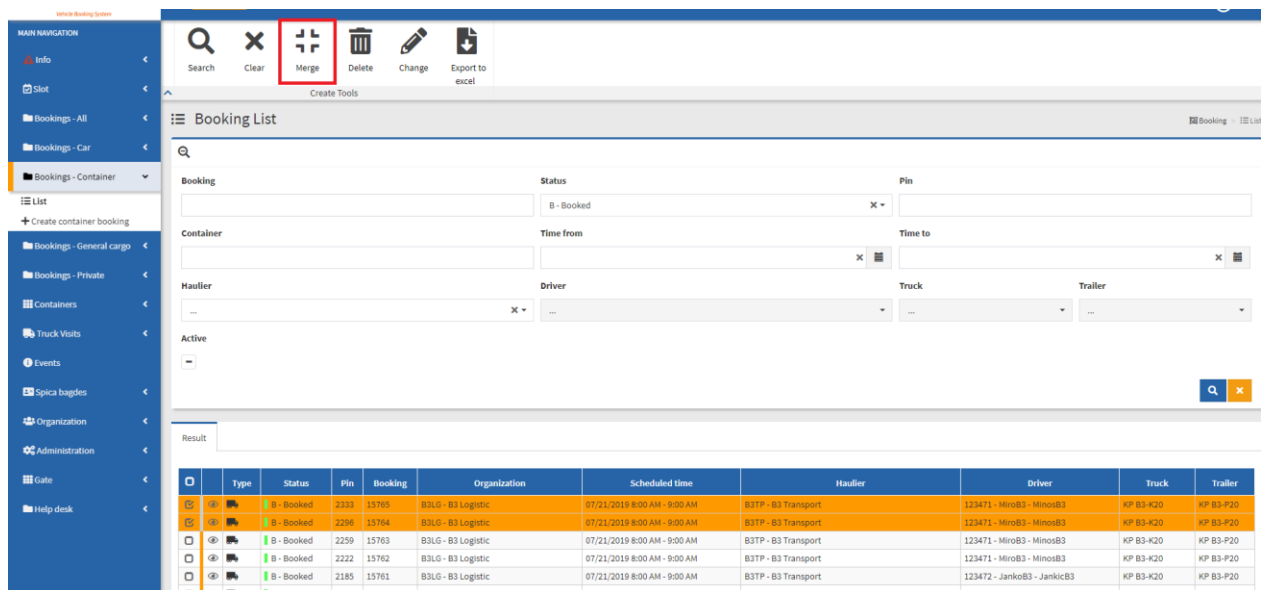 Vehicle Booking System
MAIN NAVIGATION
Info
Slot
Bookings - All
Bookings - Car
Bookings - Container
List
Create container booking
Bookings - General cargo
Bookings - Private
Containers
Truck Visits
Events
Spica bagdes
Organization
Administration
Gate
Help desk
Search Clear Merge Delete Change Export to excel
Create Tools
Booking List
Booking List
Booking Status Pin
B - Booked
Container Time from Time to
Haulier Driver Truck Trailer
... ... ... ...
Active
Result
Type Status Pin Booking Organization Scheduled time Haulier Driver Truck Trailer
B - Booked 2333 15765 B3LG - B3 Logistic 07/21/2019 8:00 AM - 9:00 AM B3TP - B3 Transport 123471 - MiroB3 - MinosB3 KP B3-K20 KP B3-P20
B - Booked 2296 15764 B3LG - B3 Logistic 07/21/2019 8:00 AM - 9:00 AM B3TP - B3 Transport 123471 - MiroB3 - MinosB3 KP B3-K20 KP B3-P20
B - Booked 2259 15763 B3LG - B3 Logistic 07/21/2019 8:00 AM - 9:00 AM B3TP - B3 Transport 123471 - MiroB3 - MinosB3 KP B3-K20 KP B3-P20
B - Booked 2222 15762 B3LG - B3 Logistic 07/21/2019 8:00 AM - 9:00 AM B3TP - B3 Transport 123471 - MiroB3 - MinosB3 KP B3-K20 KP B3-P20
B - Booked 2185 15761 B3LG - B3 Logistic 07/21/2019 8:00 AM - 9:00 AM B3TP - B3 Transport 123472 - JankoB3 - JankicB3 KP B3-K20 KP B3-P20